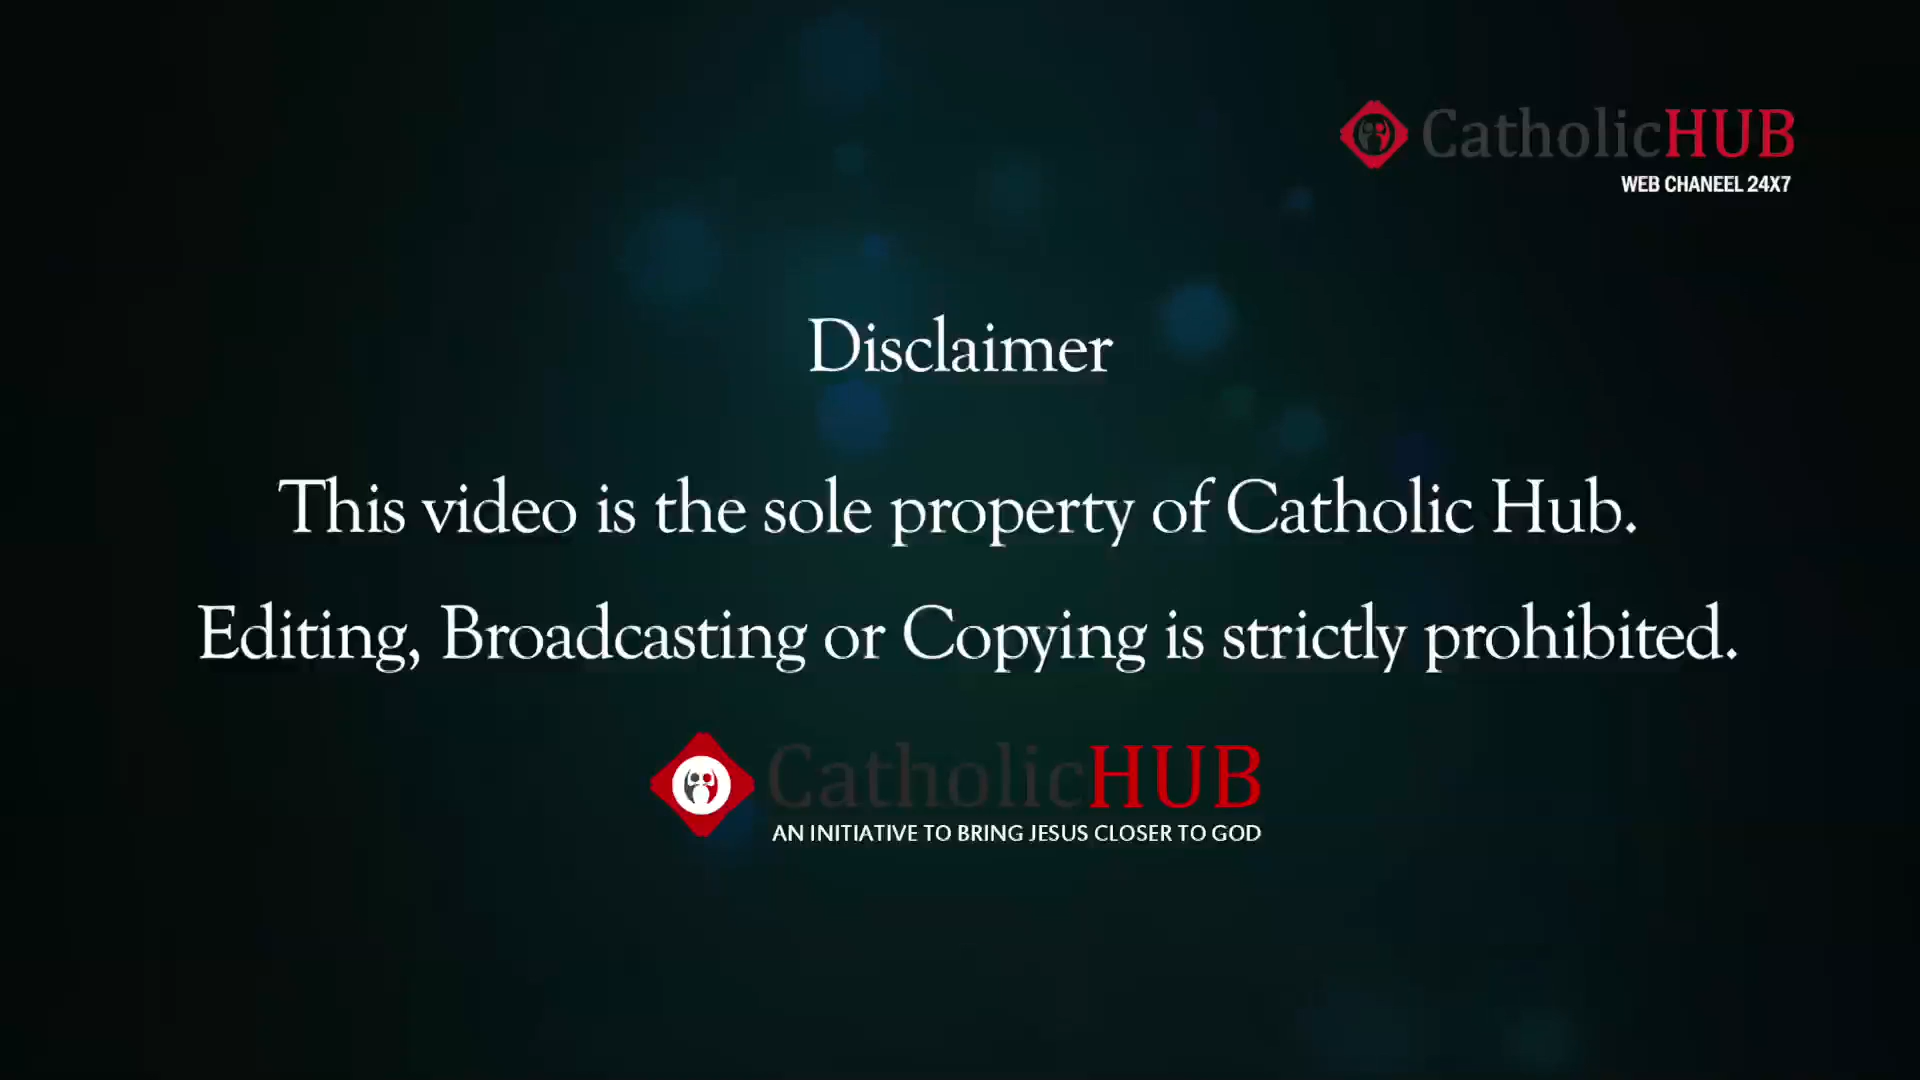 CatholicHUB
WEB CHANEEL 24X7
Disclaimer
This video is the sole property of Catholic Hub.
Editing, Broadcasting or Copying is strictly prohibited.
CatholicHUB
AN INITIATIVE TO BRING JESUS CLOSER TO GOD